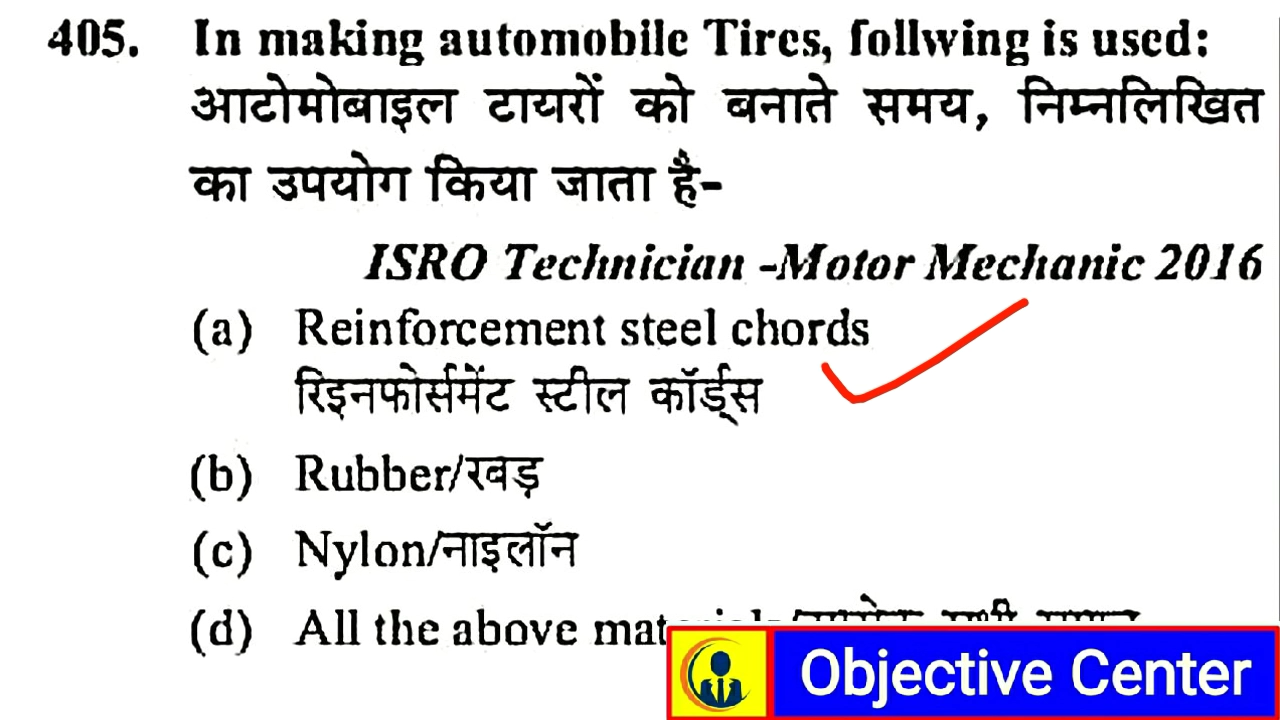 405. In making automobile Tires, follwing is used:
आटोमोबाइल टायरों को बनाते समय, निम्नलिखित
का उपयोग किया जाता है-
ISRO Technician -Motor Mechanic 2016
(a) Reinforcement steel chords
रिइनफोर्समेंट स्टील कॉर्ड्स
(b) Rubber/रबड़
(c) Nylon/नाइलॉन
(d) All the above
Objective Center